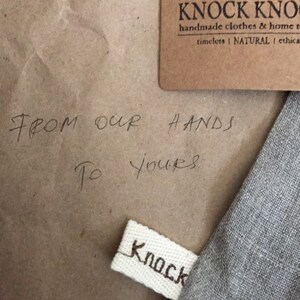 KNOCK KNO
handmade clothes & home
timeless | NATURAL | ethica
FROM OUR HANDS
TO YOURS
Knock